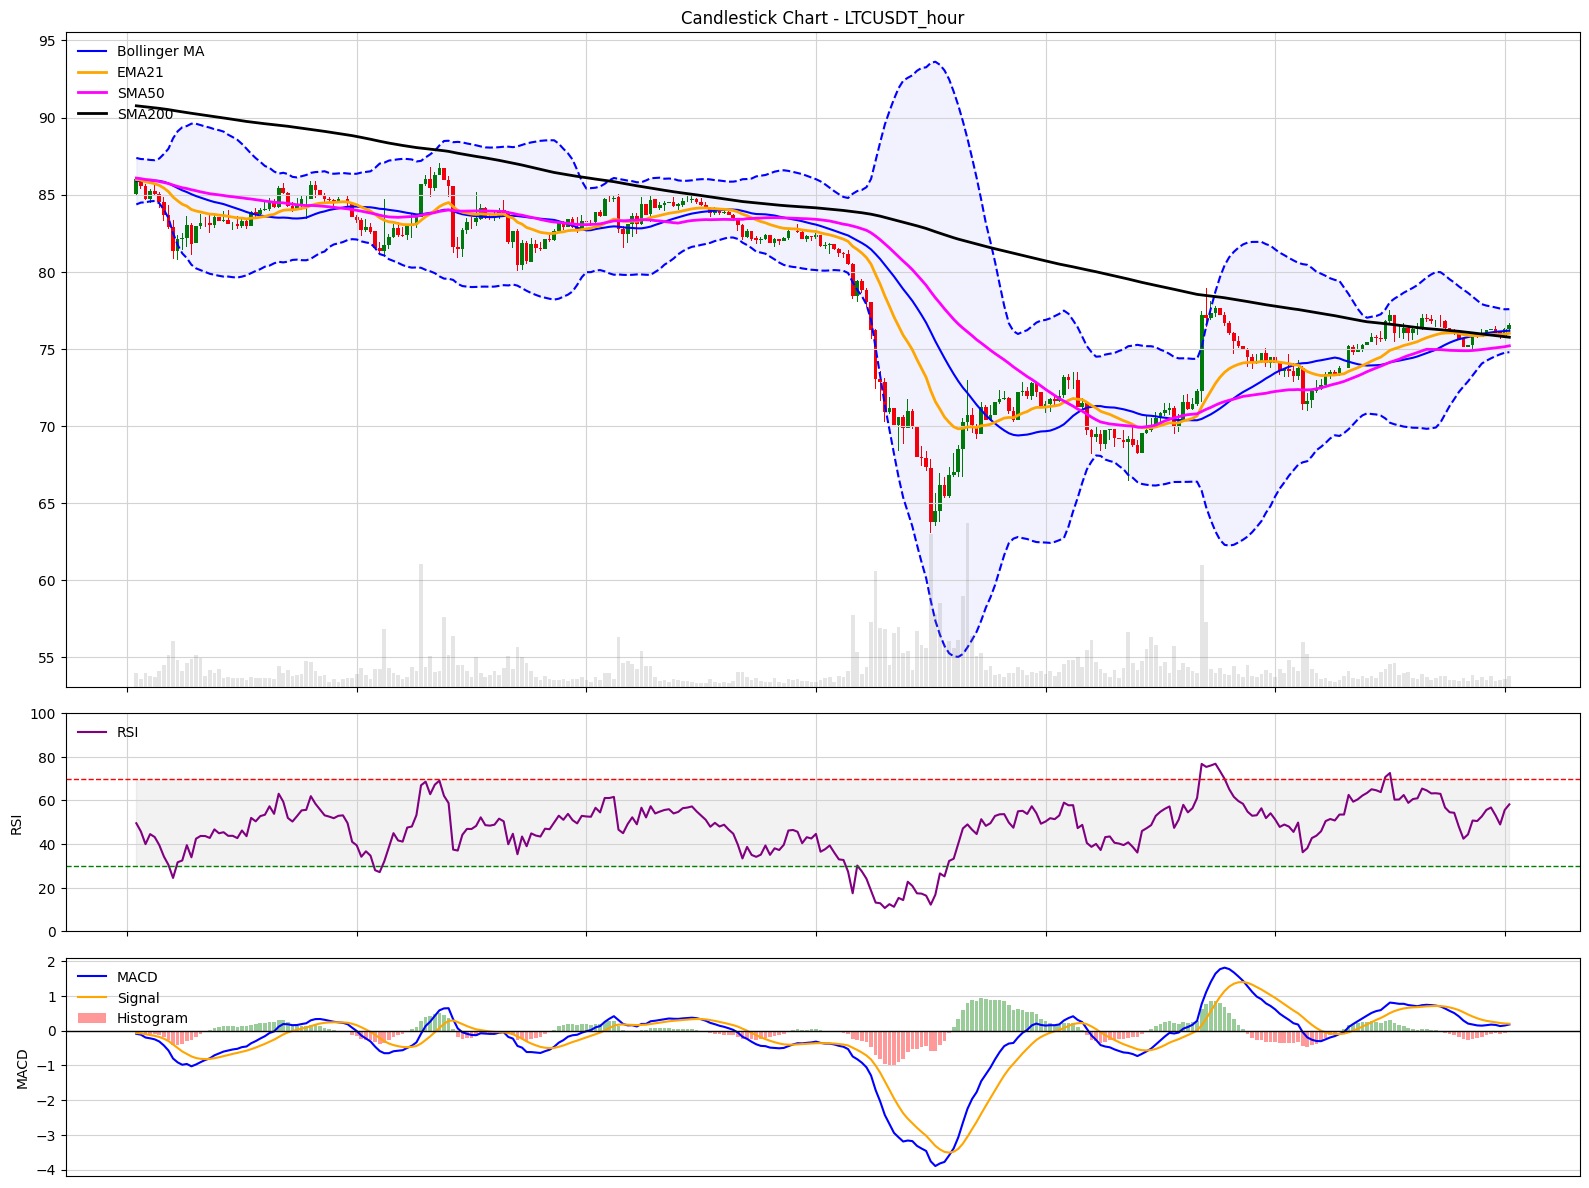 Candlestick Chart - LTCUSDT_hour
95
90
85
80
75
70
65
60
55
Bollinger MA
EMA21
SMA50
SMA200
100
80
60
40
20
0
RSI
RSI
2
1
0
−1
−2
−3
−4
MACD
MACD
Signal
Histogram